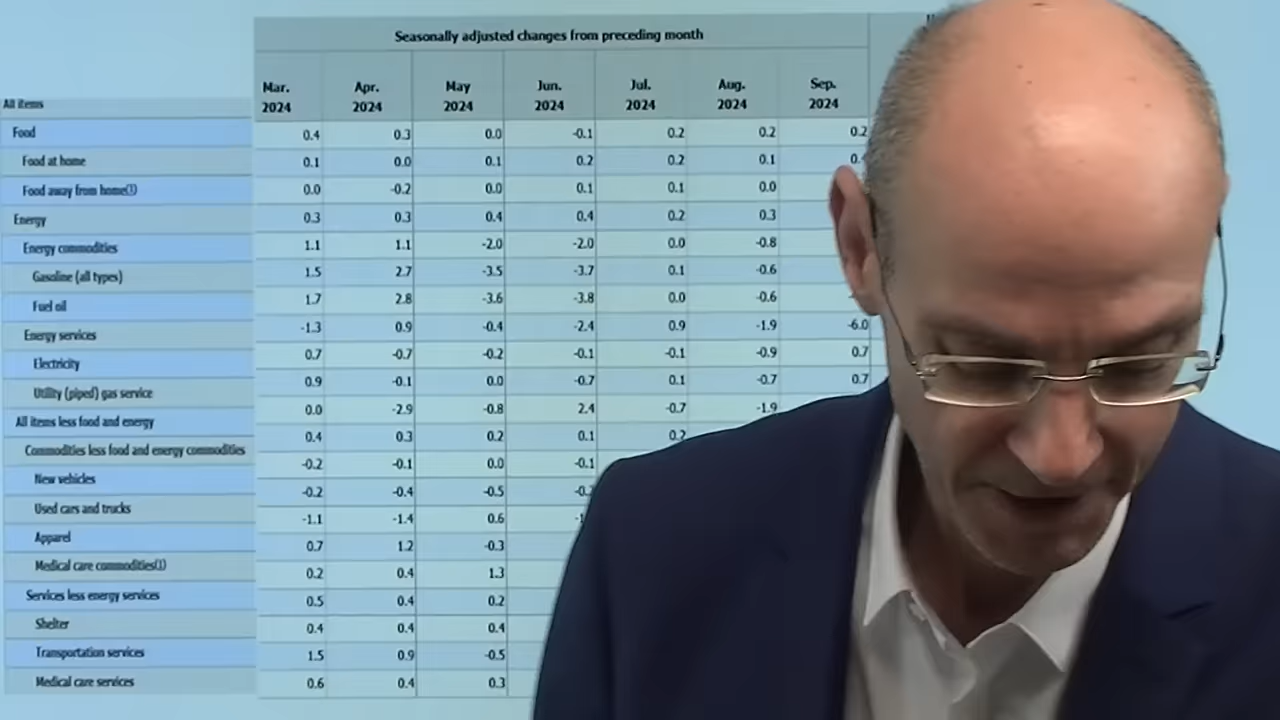 Seasonally adjusted changes from preceding month
Mar. 2024 Apr. 2024 May 2024 Jun. 2024 Jul. 2024 Aug. 2024 Sep. 2024
All items
Food 0.4 0.3 0.0 -0.1 0.2 0.2 0.2
Food at home 0.1 0.0 0.1 0.2 0.2 0.1 0.
Food away from home(1) 0.0 -0.2 0.0 0.1 0.1 0.0
Energy 0.3 0.3 0.4 0.4 0.2 0.3
Energy commodities 1.1 1.1 -2.0 -2.0 0.0 -0.8
Gasoline (all types) 1.5 2.7 -3.5 -3.7 0.1 -0.6
Fuel oil 1.7 2.8 -3.6 -3.8 0.0 -0.6
Energy services -1.3 0.9 -0.4 -2.4 0.9 -1.9 -6.0
Electricity 0.7 -0.7 -0.2 -0.1 -0.1 -0.9 0.7
Utility (piped) gas service 0.9 -0.1 0.0 -0.7 0.1 -0.7 0.7
All items less food and energy 0.0 -2.9 -0.8 2.4 -0.7 -1.9
Commodities less food and energy commodities 0.4 0.3 0.2 0.1 0.2
New vehicles -0.2 -0.1 0.0 -0.1
Used cars and trucks -0.2 -0.4 -0.5
Apparel -1.1 -1.4 0.6
Medical care commodities(1) 0.7 1.2 -0.3
Services less energy services 0.2 0.4 1.3
Shelter 0.5 0.4 0.2
Transportation services 0.4 0.4 0.4
Medical care services 1.5 0.9 -0.5
0.6 0.4 0.3